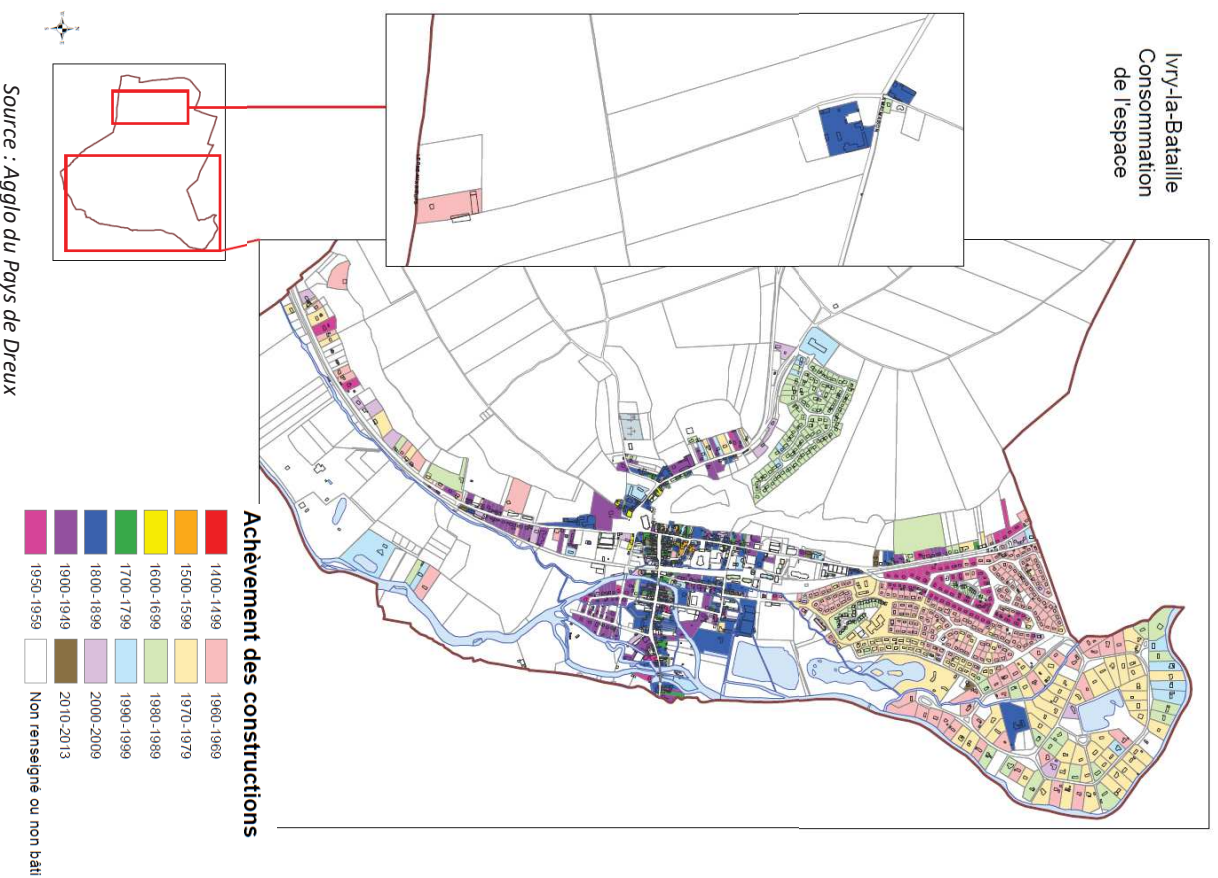 Ivry-la-Bataille
Consommation
de l'espace
Achèvement des constructions
1400-1499
1500-1599
1600-1699
1700-1799
1800-1899
1900-1949
1950-1959
1960-1969
1970-1979
1980-1989
1990-1999
2000-2009
2010-2013
Non renseigné ou non bâti
Source : Agglo du Pays de Dreux